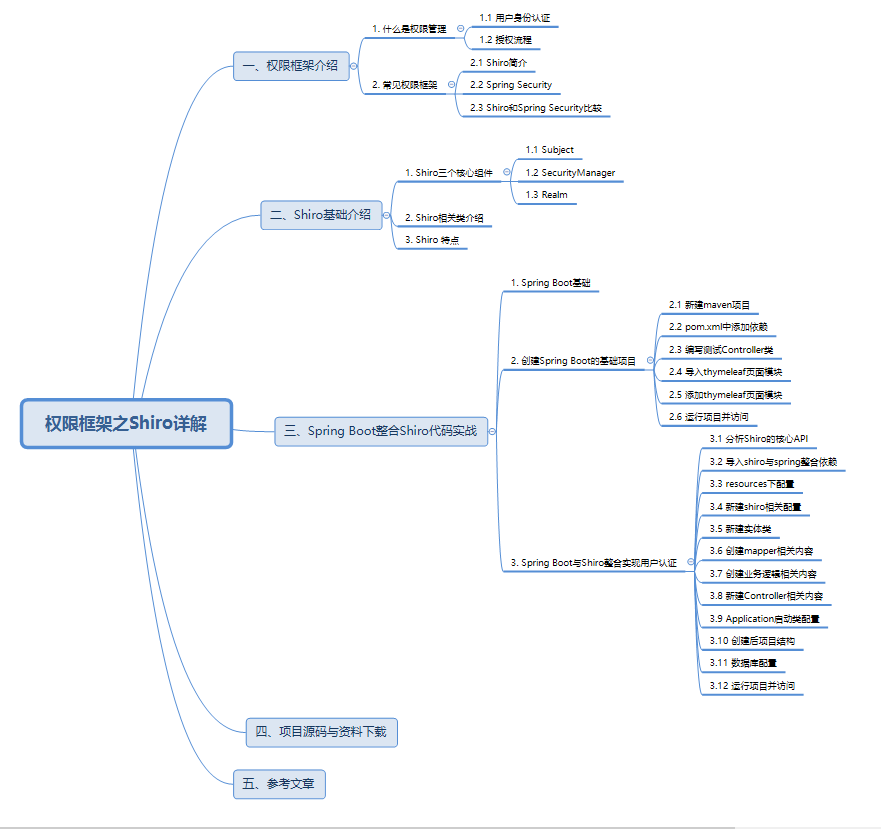 权限框架之Shiro详解
一、权限框架介绍
1. 什么是权限管理
1.1 用户身份认证
1.2 授权流程
2. 常见权限框架
2.1 Shiro简介
2.2 Spring Security
2.3 Shiro和Spring Security比较
二、Shiro基础介绍
1. Shiro三个核心组件
1.1 Subject
1.2 SecurityManager
1.3 Realm
2. Shiro相关类介绍
3. Shiro 特点
三、Spring Boot整合Shiro代码实战
1. Spring Boot基础
2. 创建Spring Boot的基础项目
2.1 新建maven项目
2.2 pom.xml中添加依赖
2.3 编写测试Controller类
2.4 导入thymeleaf页面模块
2.5 添加thymeleaf页面模块
2.6 运行项目并访问
3. Spring Boot与Shiro整合实现用户认证
3.1 分析Shiro的核心API
3.2 导入shiro与spring整合依赖
3.3 resources下配置
3.4 新建shiro相关配置
3.5 新建实体类
3.6 创建mapper相关内容
3.7 创建业务逻辑相关内容
3.8 新建Controller相关内容
3.9 Application启动类配置
3.10 创建后项目结构
3.11 数据库配置
3.12 运行项目并访问
四、项目源码与资料下载
五、参考文章